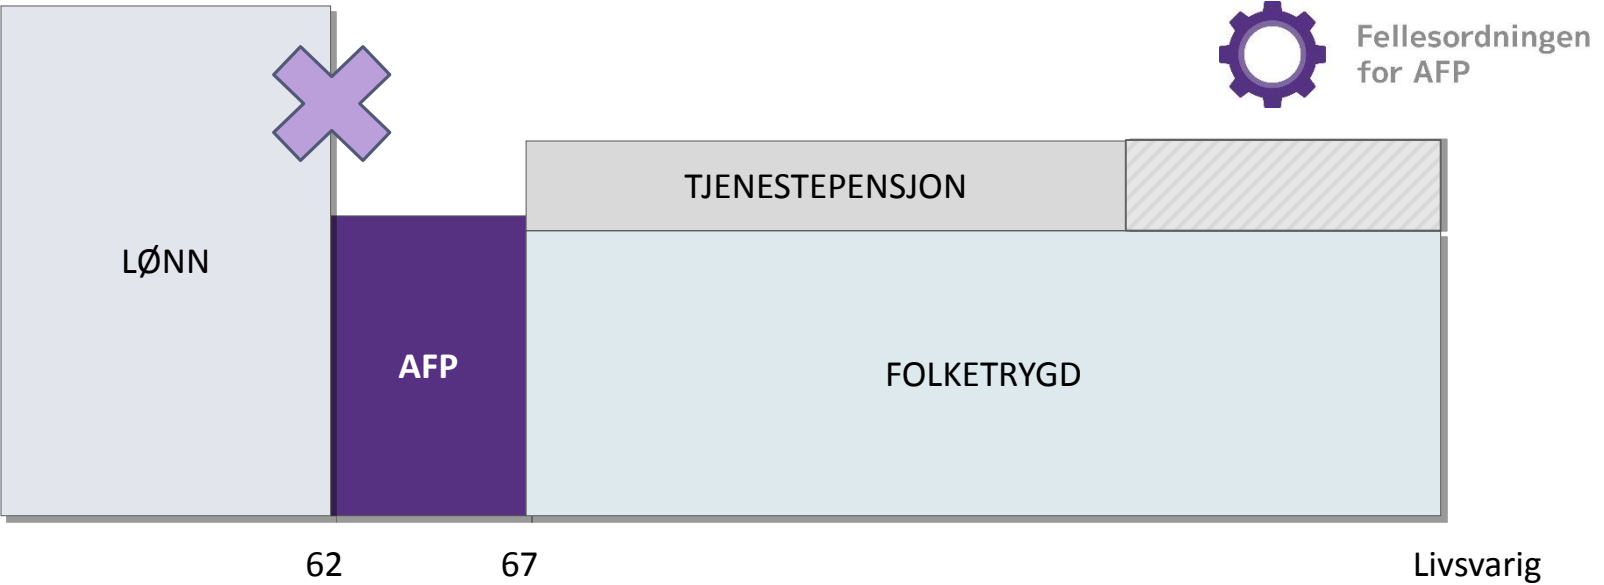 Fellesordningen
for AFP
TJENESTEPENSJON
LØNN
AFP
FOLKETRYGD
62
67
Livsvarig